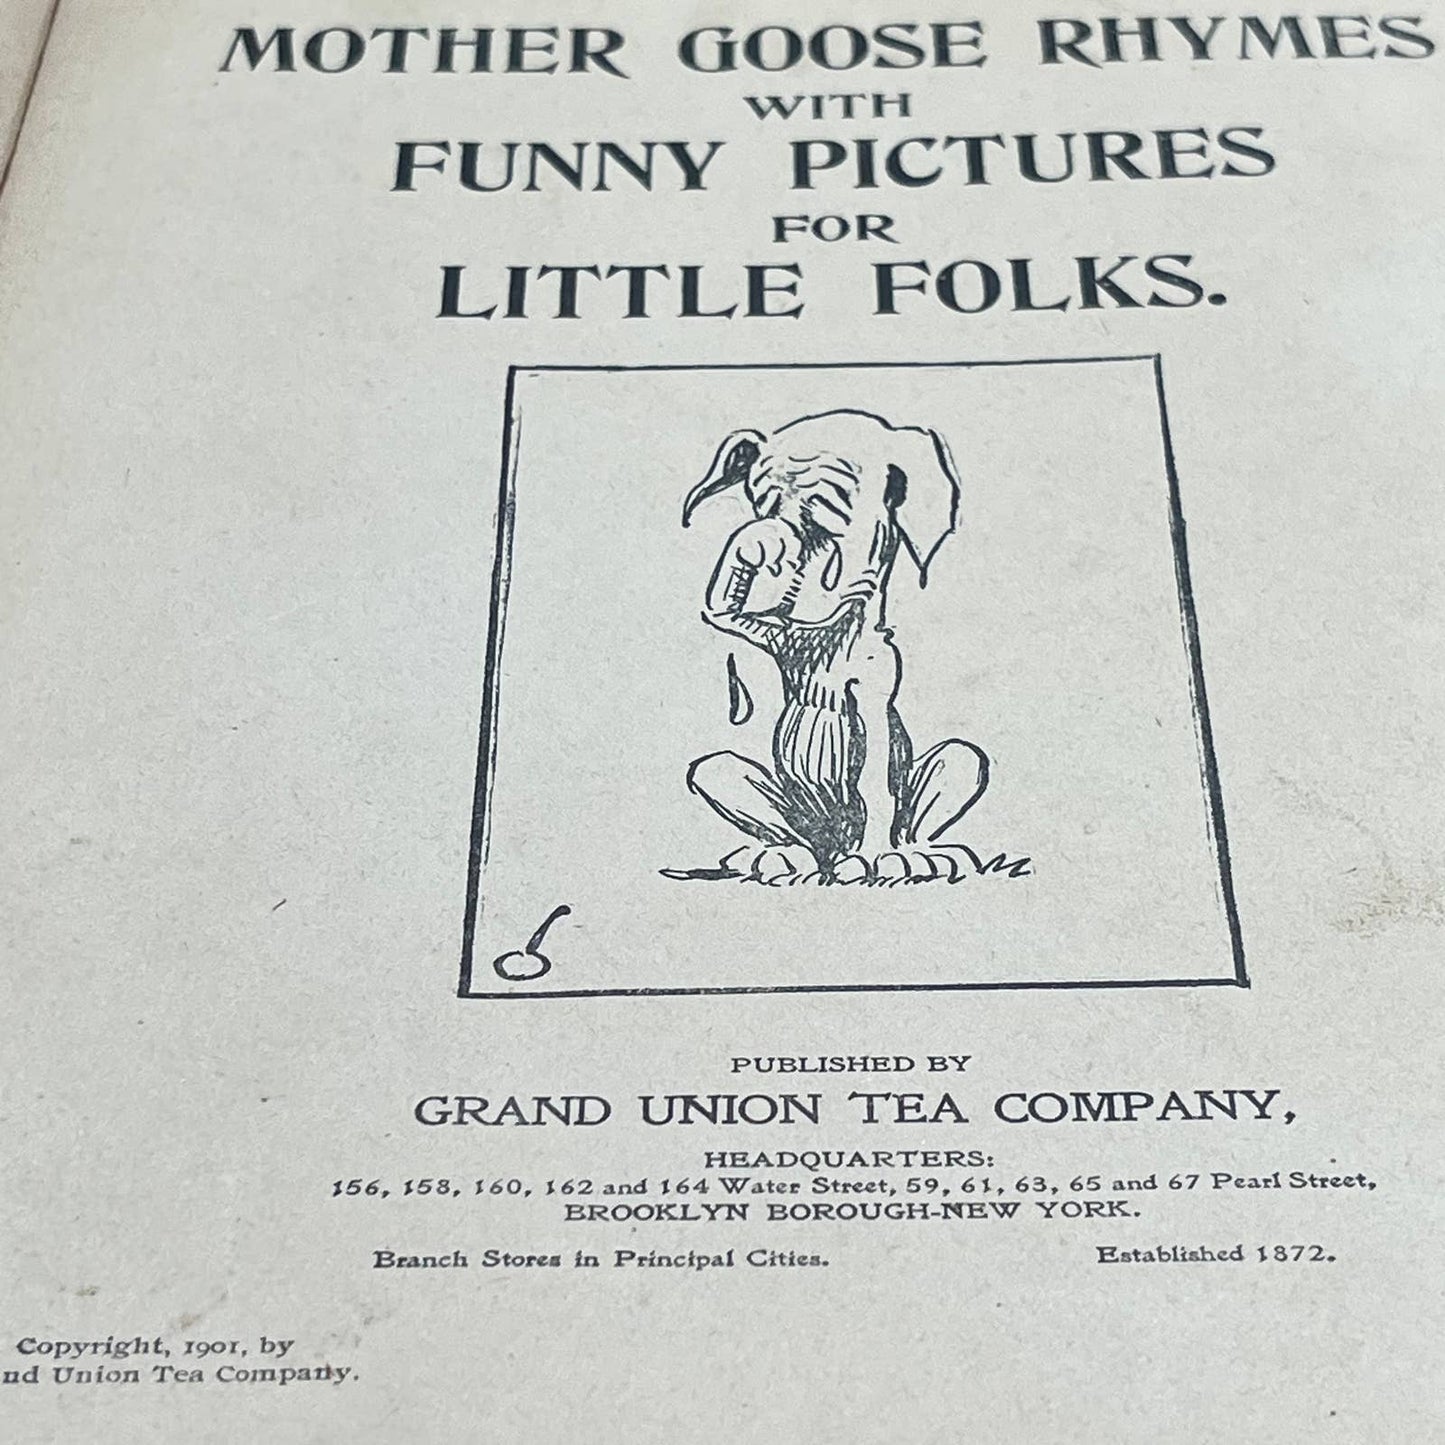 MOTHER GOOSE RHYMES
WITH
FUNNY PICTURES
FOR
LITTLE FOLKS.
PUBLISHED BY
GRAND UNION TEA COMPANY,
HEADQUARTERS:
156, 158, 160, 162 and 164 Water Street, 59, 61, 63, 65 and 67 Pearl Street,
BROOKLYN BOROUGH-NEW YORK.
Branch Stores in Principal Cities. Established 1872.
Copyright, 1901, by
nd Union Tea Company.